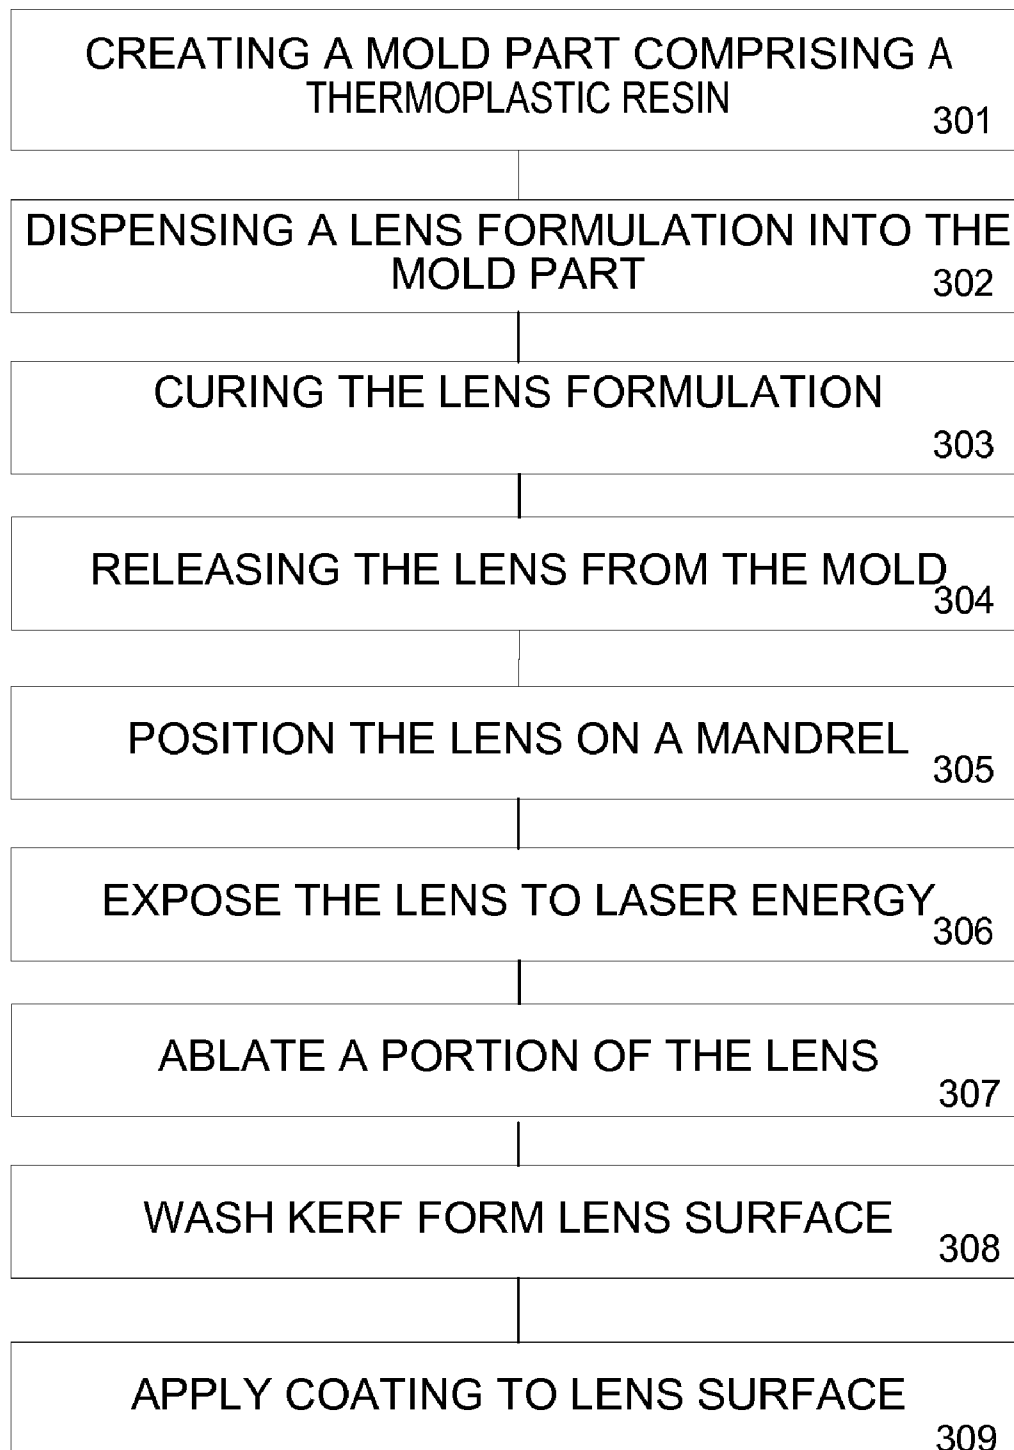 CREATING A MOLD PART COMPRISING A
THERMOPLASTIC RESIN
301
DISPENSING A LENS FORMULATION INTO THE
MOLD PART
302
CURING THE LENS FORMULATION
303
RELEASING THE LENS FROM THE MOLD
304
POSITION THE LENS ON A MANDREL
305
EXPOSE THE LENS TO LASER ENERGY
306
ABLATE A PORTION OF THE LENS
307
WASH KERF FORM LENS SURFACE
308
APPLY COATING TO LENS SURFACE
309